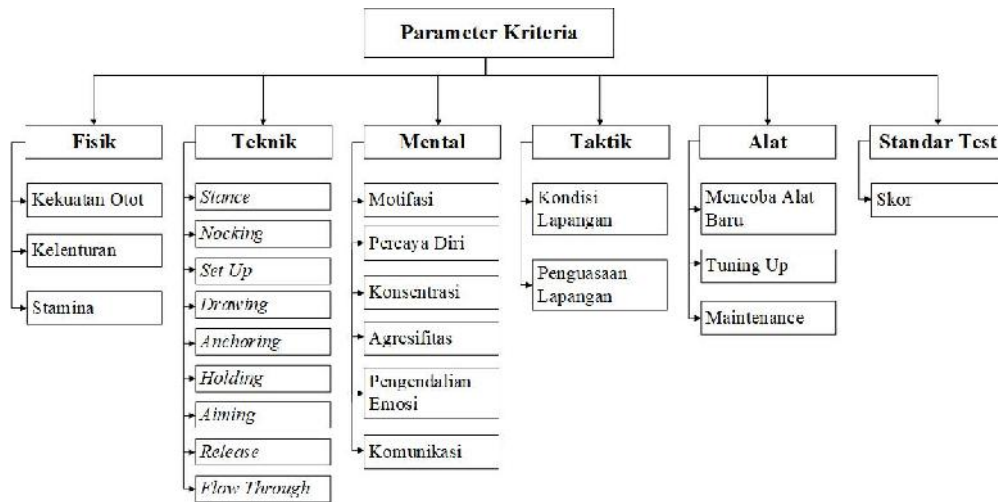 Parameter Kriteria
Fisik
Kekuatan Otot
Kelenturan
Stamina
Teknik
Stance
Nocking
Set Up
Drawing
Anchoring
Holding
Aiming
Release
Flow Through
Mental
Motifasi
Percaya Diri
Konsentrasi
Agresifitas
Pengendalian
Emosi
Komunikasi
Taktik
Kondisi
Lapangan
Penguasaan
Lapangan
Alat
Mencoba Alat
Baru
Tuning Up
Maintenance
Standar Test
Skor